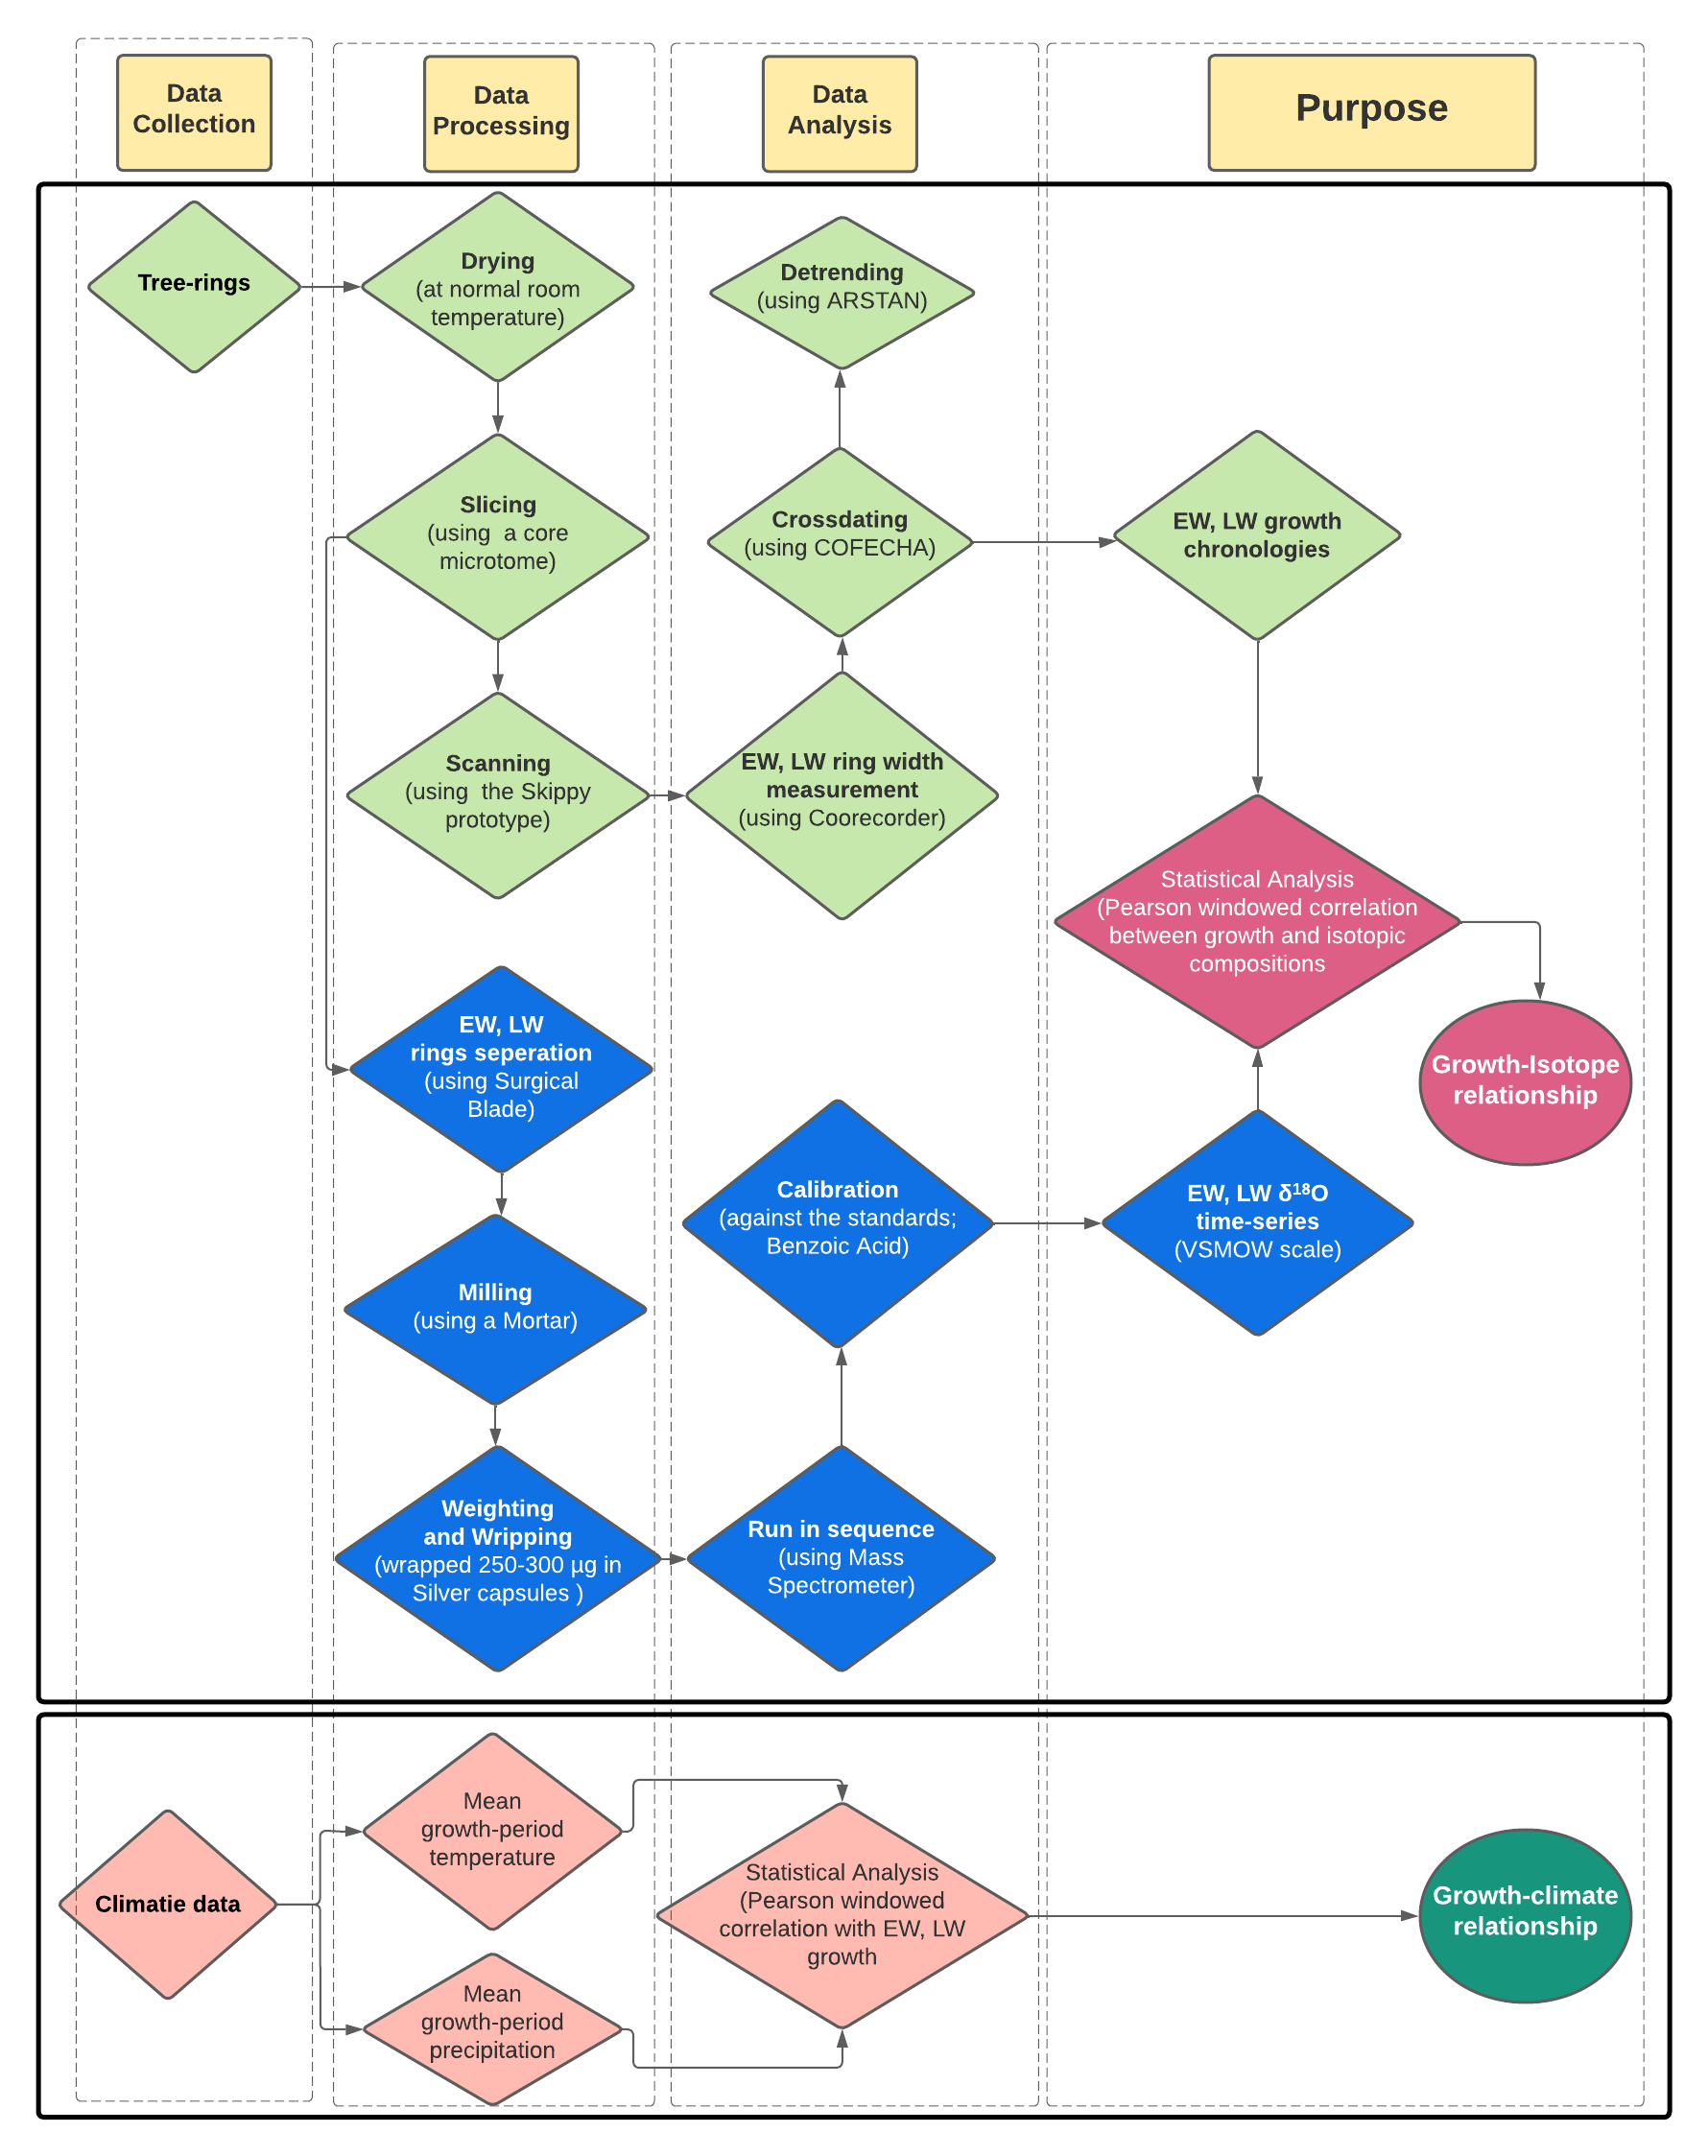 Data
Collection
Data
Processing
Data
Analysis
Purpose
Tree-rings
Drying
(at normal room
temperature)
Detrending
(using ARSTAN)
Slicing
(using  a core
microtome)
Crossdating
(using COFECHA)
EW, LW growth
chronologies
Scanning
(using  the Skippy
prototype)
EW, LW ring width
measurement
(using Coorecorder)
Statistical Analysis
(Pearson windowed correlation
between growth and isotopic
compositions
Growth-Isotope
relationship
EW, LW
rings seperation
(using Surgical
Blade)
Calibration
(against the standards;
Benzoic Acid)
EW, LW δ¹⁸O
time-series
(VSMOW scale)
Milling
(using a Mortar)
Weighting
and Wripping
(wrapped 250-300 µg in
Silver capsules )
Run in sequence
(using Mass
Spectrometer)
Climatie data
Mean
growth-period
temperature
Mean
growth-period
precipitation
Statistical Analysis
(Pearson windowed
correlation with EW, LW
growth
Growth-climate
relationship